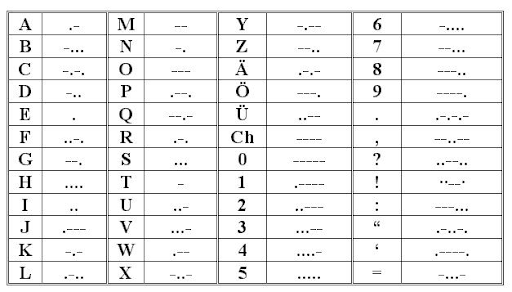 A .- M -- Y -.-- 6 -....
B -... N -. Z --.. 7 --...
C -.-. O --- Ä .-.- 8 ---..
D -.. P .--. Ö ---. 9 ----.
E . Q --.- Ü ..-- . .-.-.-
F ..-. R .-. Ch ---- , --..--
G --. S ... 0 ----- ? ..--..
H .... T - 1 .---- ! ..--.
I .. U ..- 2 ..--- : ---...
J .--- V ...- 3 ...-- “ .-..-.
K -.- W .-- 4 ....- ‘ .----.
L .-.. X -..- 5 ..... = -...-